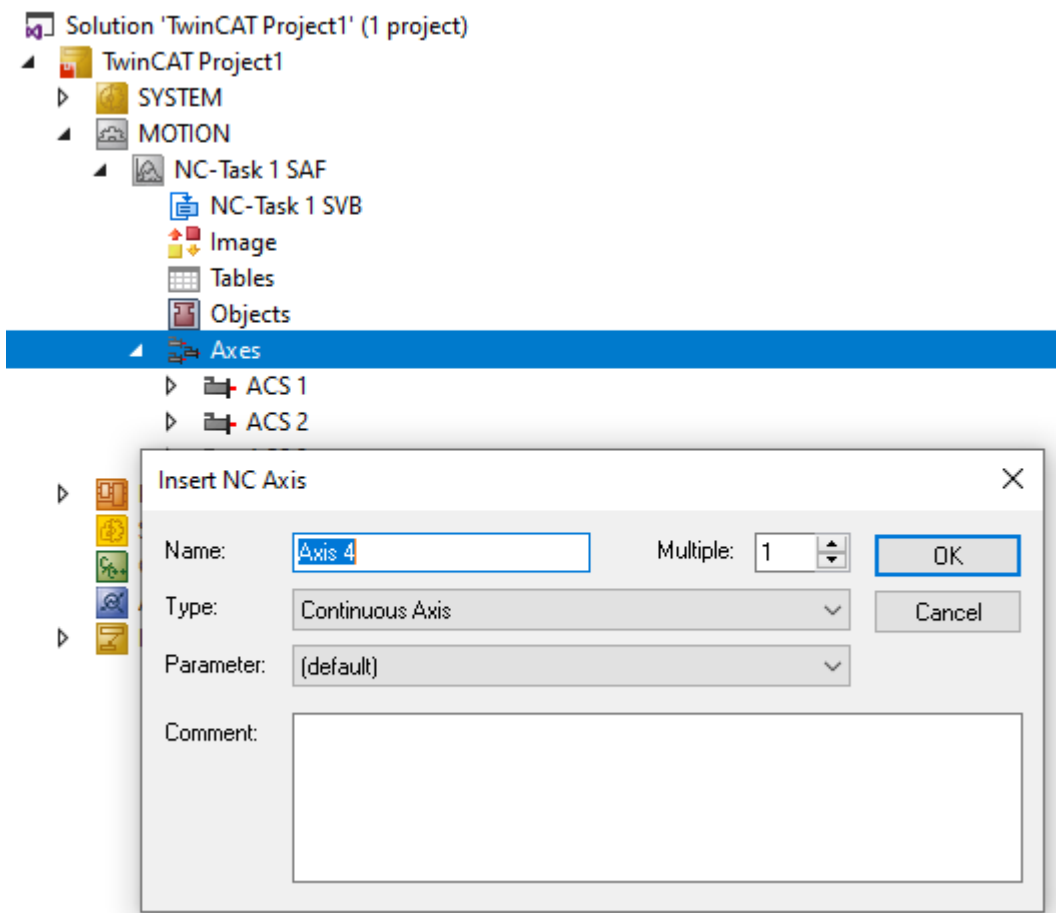 Solution 'TwinCAT Project1' (1 project)
TwinCAT Project1
SYSTEM
MOTION
NC-Task 1 SAF
NC-Task 1 SVB
Image
Tables
Objects
Axes
ACS 1
ACS 2
Insert NC Axis
Name: Axis 4 Multiple: 1 OK
Type: Continuous Axis Cancel
Parameter: (default)
Comment: